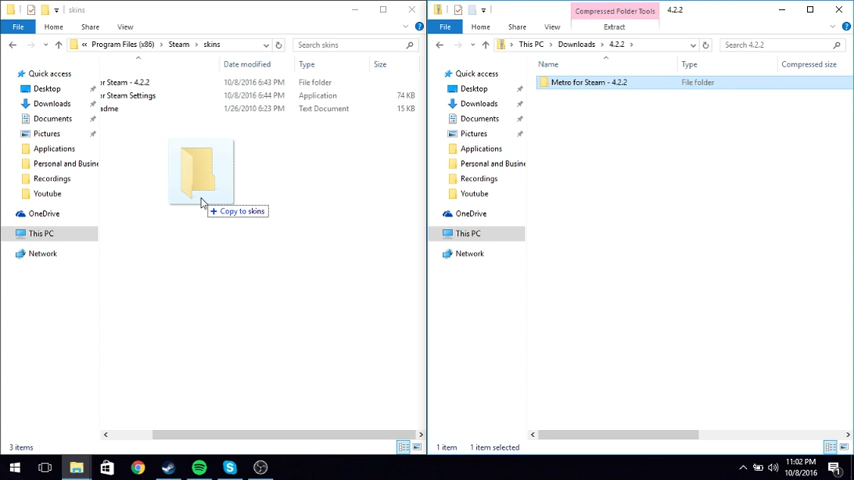 skins
File
Home
Share
View
« Program Files (x86) › Steam › skins
Search skins
Date modified
Type
Size
Quick access
Desktop
Downloads
Documents
Pictures
Applications
Personal and Busine
Recordings
Youtube
OneDrive
This PC
Network
r for Steam - 4.2.2
10/8/2016 6:43 PM
File folder
r Steam Settings
10/8/2016 6:44 PM
Application
74 KB
adme
1/26/2010 6:23 PM
Text Document
15 KB
+ Copy to skins
3 items
Compressed Folder Tools
4.2.2
File
Home
Share
View
Extract
This PC › Downloads › 4.2.2 ›
Search 4.2.2
Name
Type
Compressed size
Metro for Steam - 4.2.2
File folder
Quick access
Desktop
Downloads
Documents
Pictures
Applications
Personal and Busine
Recordings
Youtube
OneDrive
This PC
Network
1 item
1 item selected
11:02 PM
10/8/2016